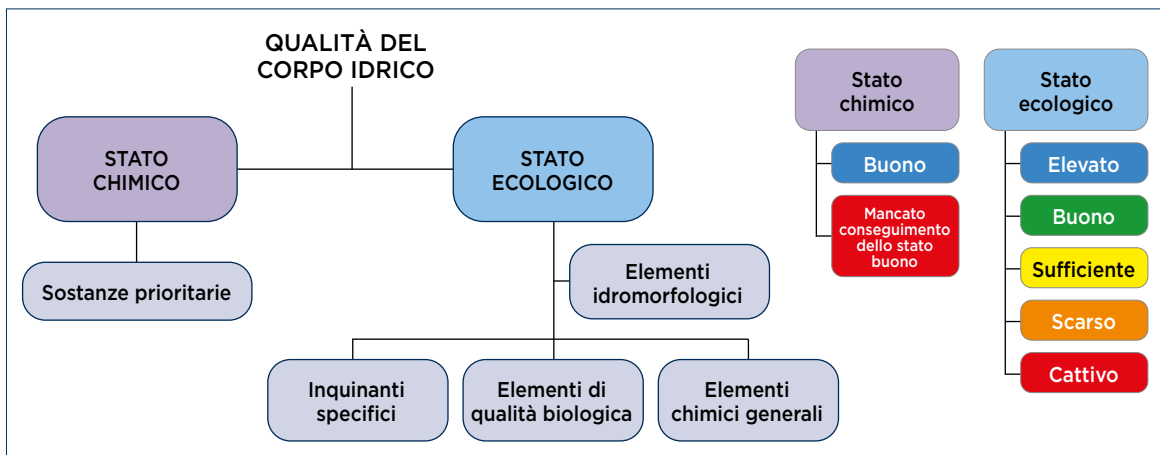 QUALITÀ DEL
CORPO IDRICO
STATO
CHIMICO
STATO
ECOLOGICO
Sostanze prioritarie
Elementi
idromorfologici
Inquinanti
specifici
Elementi di
qualità biologica
Elementi
chimici generali
Stato
chimico
Buono
Mancato
conseguimento
dello stato
buono
Stato
ecologico
Elevato
Buono
Sufficiente
Scarso
Cattivo